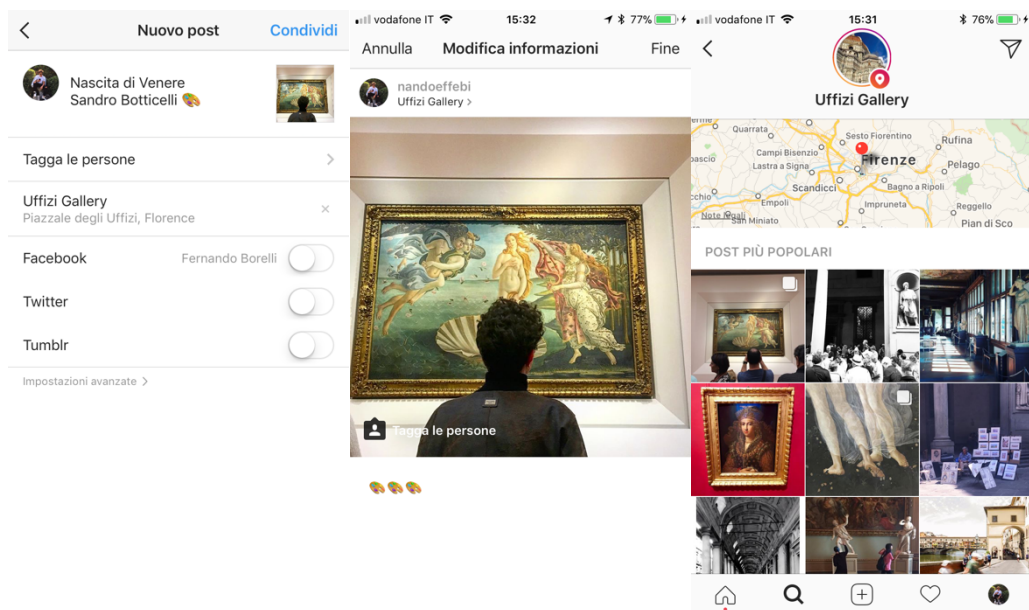 Nuovo post
Condividi
Nascita di Venere
Sandro Botticelli 🎨
Tagga le persone
Uffizi Gallery
Piazzale degli Uffizi, Florence
Facebook
Fernando Borelli
Twitter
Tumblr
Impostazioni avanzate
vodafone IT
15:32
77%
Annulla
Modifica informazioni
Fine
nandoeffebi
Uffizi Gallery
Tagga le persone
🎨🎨🎨
vodafone IT
15:31
76%
Uffizi Gallery
Quarrata
Sesto Fiorentino
Rufina
Campi Bisenzio
Firenze
Lastra a Signa
Pelago
Scandicci
Bagno a Ripoli
Empoli
Impruneta
Reggello
Note legali
San Miniato
Pian di Sco
POST PIÙ POPOLARI